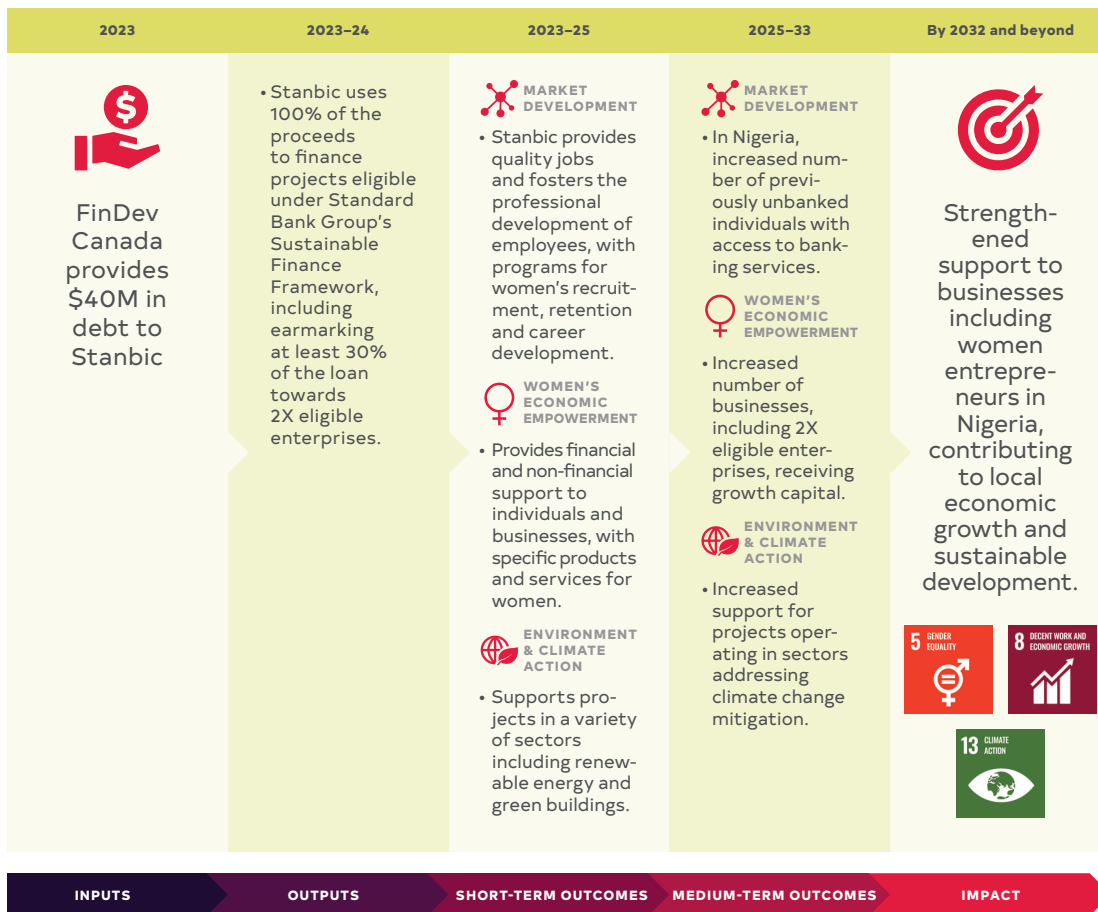 2023
2023–24
2023–25
2025–33
By 2032 and beyond
FinDev
Canada
provides
$40M in
debt to
Stanbic
• Stanbic uses
100% of the
proceeds
to finance
projects eligible
under Standard
Bank Group's
Sustainable
Finance
Framework,
including
earmarking
at least 30%
of the loan
towards
2X eligible
enterprises.
MARKET
DEVELOPMENT
• Stanbic provides
quality jobs
and fosters the
professional
development of
employees, with
programs for
women's recruit-
ment, retention
and career
development.
WOMEN'S
ECONOMIC
EMPOWERMENT
• Provides financial
and non-financial
support to
individuals and
businesses, with
specific products
and services for
women.
ENVIRONMENT
& CLIMATE
ACTION
• Supports pro-
jects in a variety
of sectors
including renew-
able energy and
green buildings.
MARKET
DEVELOPMENT
• In Nigeria,
increased num-
ber of previ-
ously unbanked
individuals with
access to bank-
ing services.
WOMEN'S
ECONOMIC
EMPOWERMENT
• Increased
number of
businesses,
including 2X
eligible enter-
prises, receiving
growth capital.
ENVIRONMENT
& CLIMATE
ACTION
• Increased
support for
projects oper-
ating in sectors
addressing
climate change
mitigation.
Strength-
ened
support to
businesses
including
women
entrepre-
neurs in
Nigeria,
contributing
to local
economic
growth and
sustainable
development.
5 GENDER
EQUALITY
8 DECENT WORK AND
ECONOMIC GROWTH
13 CLIMATE
ACTION
INPUTS
OUTPUTS
SHORT-TERM OUTCOMES
MEDIUM-TERM OUTCOMES
IMPACT